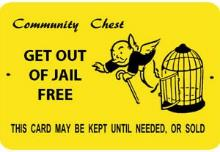 Community Chest
GET OUT
OF JAIL
FREE
THIS CARD MAY BE KEPT UNTIL NEEDED, OR SOLD